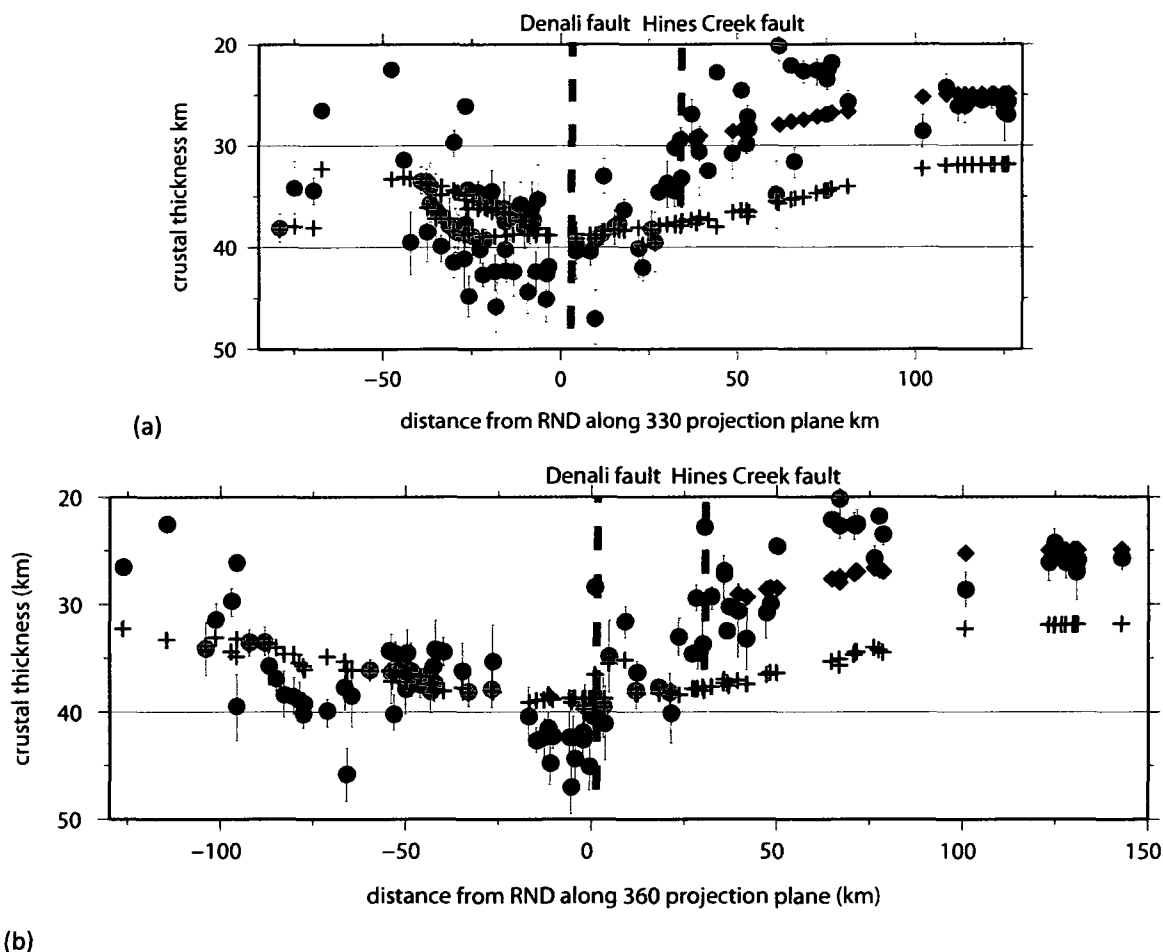 Denali fault Hines Creek fault
20
30
40
50
crustal thickness km
−50
0
50
100
distance from RND along 330 projection plane km
(a)
Denali fault Hines Creek fault
20
30
40
50
crustal thickness (km)
−100
−50
0
50
100
150
distance from RND along 360 projection plane (km)
(b)